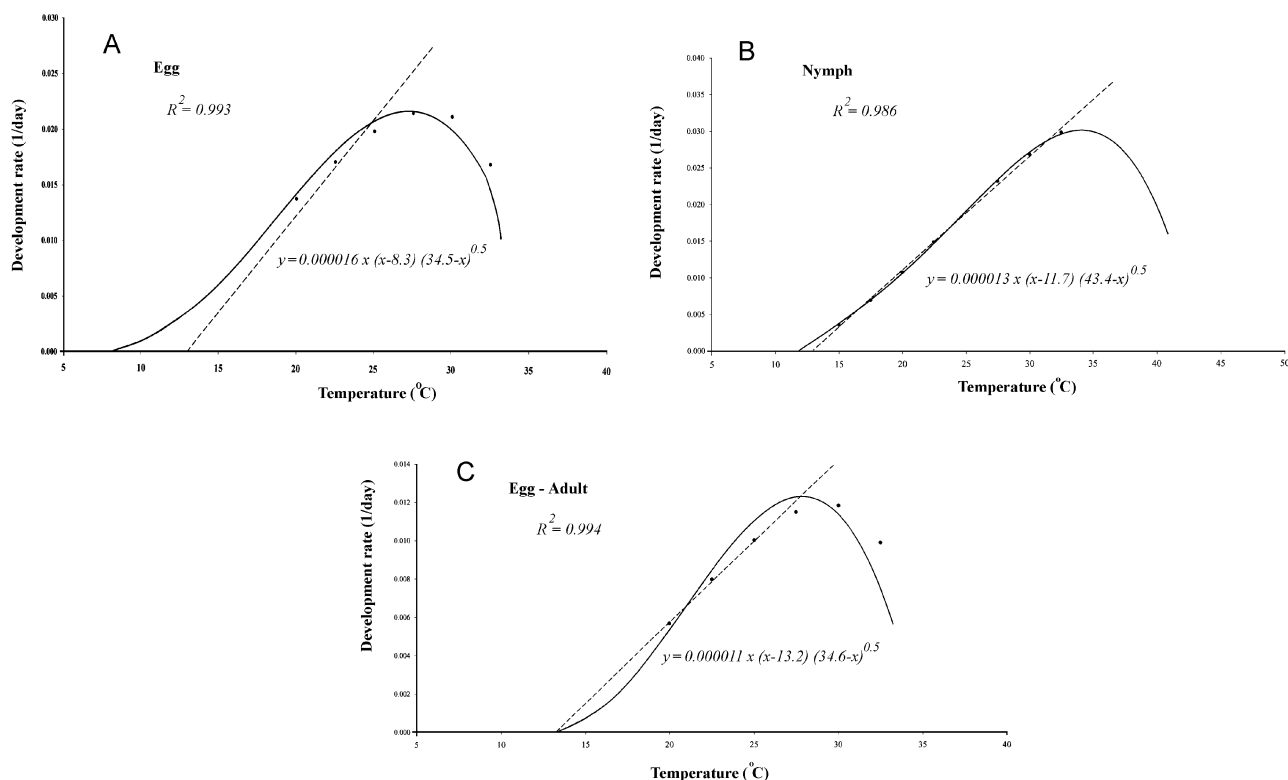 A
Egg
R²= 0.993
y=0.000016 x (x-8.3) (34.5-x)^0.5
Development rate (1/day)
0.030
0.025
0.020
0.015
0.010
0.005
0.000
5 10 15 20 25 30 35 40
Temperature (°C)
B
Nymph
R²= 0.986
y= 0.000013 x (x-11.7) (43.4-x)^0.5
Development rate (1/day)
0.040
0.035
0.030
0.025
0.020
0.015
0.010
0.005
0.000
5 10 15 20 25 30 35 40 45 50
Temperature (°C)
C
Egg - Adult
R²= 0.994
y= 0.000011 x (x-13.2) (34.6-x)^0.5
Development rate (1/day)
0.014
0.012
0.010
0.008
0.006
0.004
0.002
0.000
5 10 15 20 25 30 35 40
Temperature (°C)